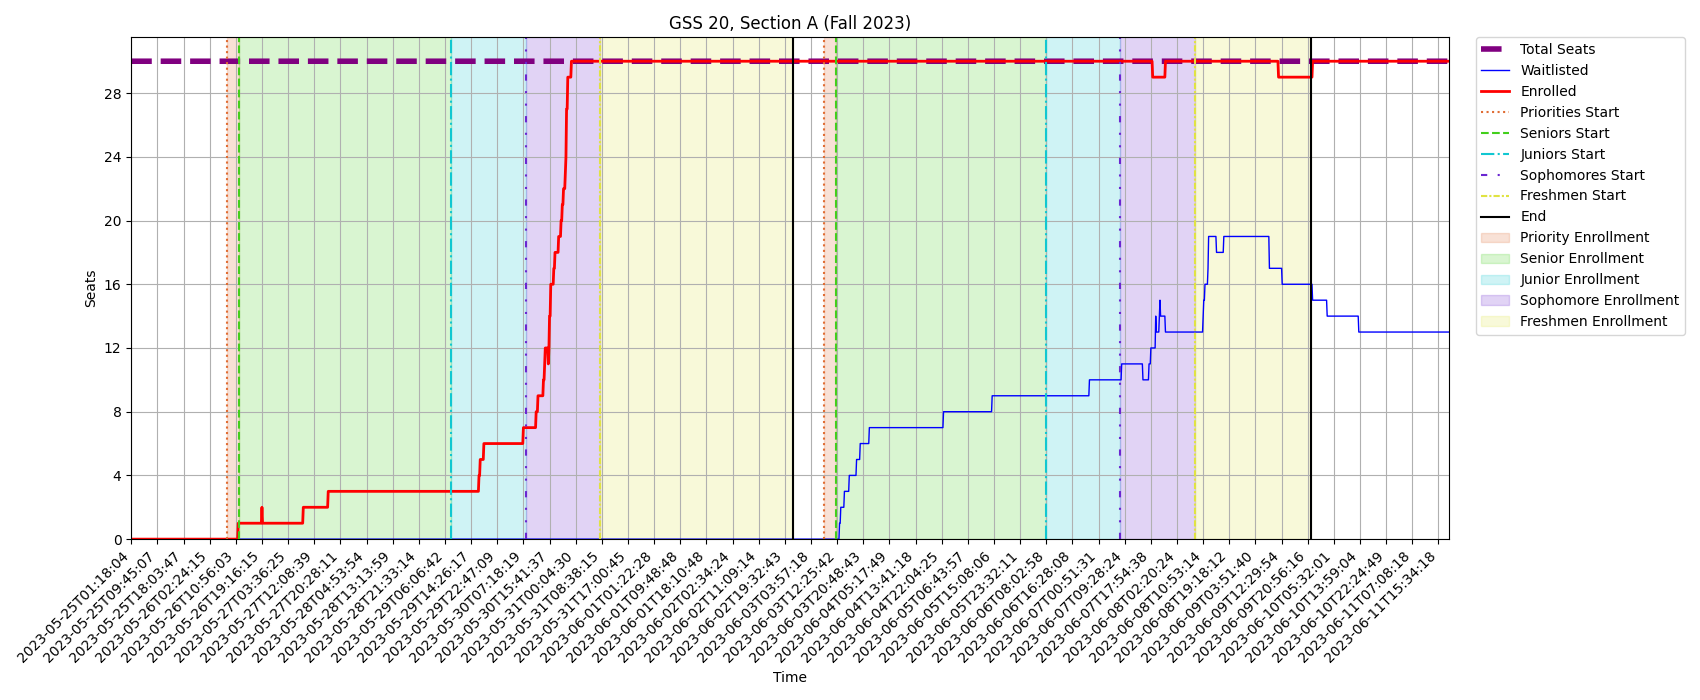 GSS 20, Section A (Fall 2023)
Seats
28
24
20
16
12
8
4
0
2023-05-25T01:18:04
2023-05-25T09:45:07
2023-05-25T18:03:47
2023-05-26T02:24:15
2023-05-26T10:56:03
2023-05-26T19:16:15
2023-05-27T03:36:25
2023-05-27T12:08:39
2023-05-27T20:28:11
2023-05-28T04:53:54
2023-05-28T13:13:59
2023-05-28T21:33:14
2023-05-29T06:06:42
2023-05-29T14:26:17
2023-05-29T22:47:09
2023-05-30T07:18:19
2023-05-30T15:41:37
2023-05-31T00:04:30
2023-05-31T08:38:15
2023-05-31T17:00:45
2023-06-01T01:22:28
2023-06-01T09:48:48
2023-06-01T18:10:48
2023-06-02T02:34:24
2023-06-02T11:09:14
2023-06-02T19:32:43
2023-06-03T03:57:18
2023-06-03T12:25:42
2023-06-03T20:48:43
2023-06-04T05:17:49
2023-06-04T13:41:18
2023-06-04T22:04:25
2023-06-05T06:43:57
2023-06-05T15:08:06
2023-06-05T23:32:11
2023-06-06T08:02:58
2023-06-06T16:28:08
2023-06-07T00:51:31
2023-06-07T09:28:24
2023-06-07T17:54:38
2023-06-08T02:20:24
2023-06-08T10:53:14
2023-06-08T19:18:12
2023-06-09T03:51:40
2023-06-09T12:29:54
2023-06-09T20:56:16
2023-06-10T05:32:01
2023-06-10T13:59:04
2023-06-10T22:24:49
2023-06-11T07:08:18
2023-06-11T15:34:18
Time
Total Seats
Waitlisted
Enrolled
Priorities Start
Seniors Start
Juniors Start
Sophomores Start
Freshmen Start
End
Priority Enrollment
Senior Enrollment
Junior Enrollment
Sophomore Enrollment
Freshmen Enrollment